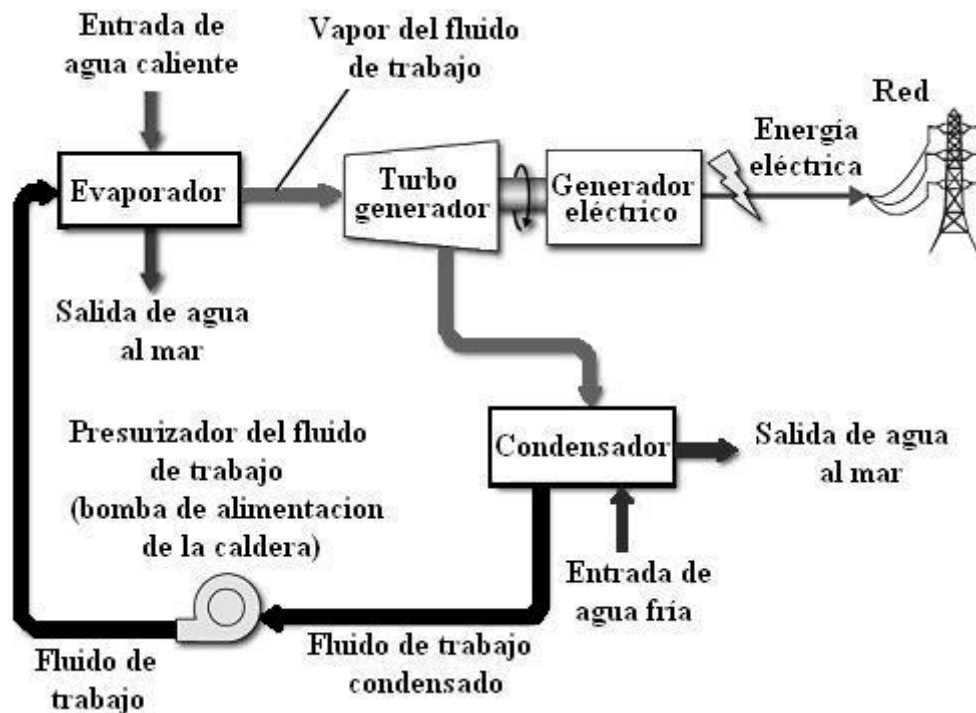 Entrada de
agua caliente
Vapor del fluido
de trabajo
Red
Energía
eléctrica
Evaporador
Turbo
generador
Generador
eléctrico
Salida de agua
al mar
Presurizador del fluido
de trabajo
(bomba de alimentacion
de la caldera)
Condensador
Salida de agua
al mar
Entrada de
agua fría
Fluido de
trabajo
Fluido de trabajo
condensado